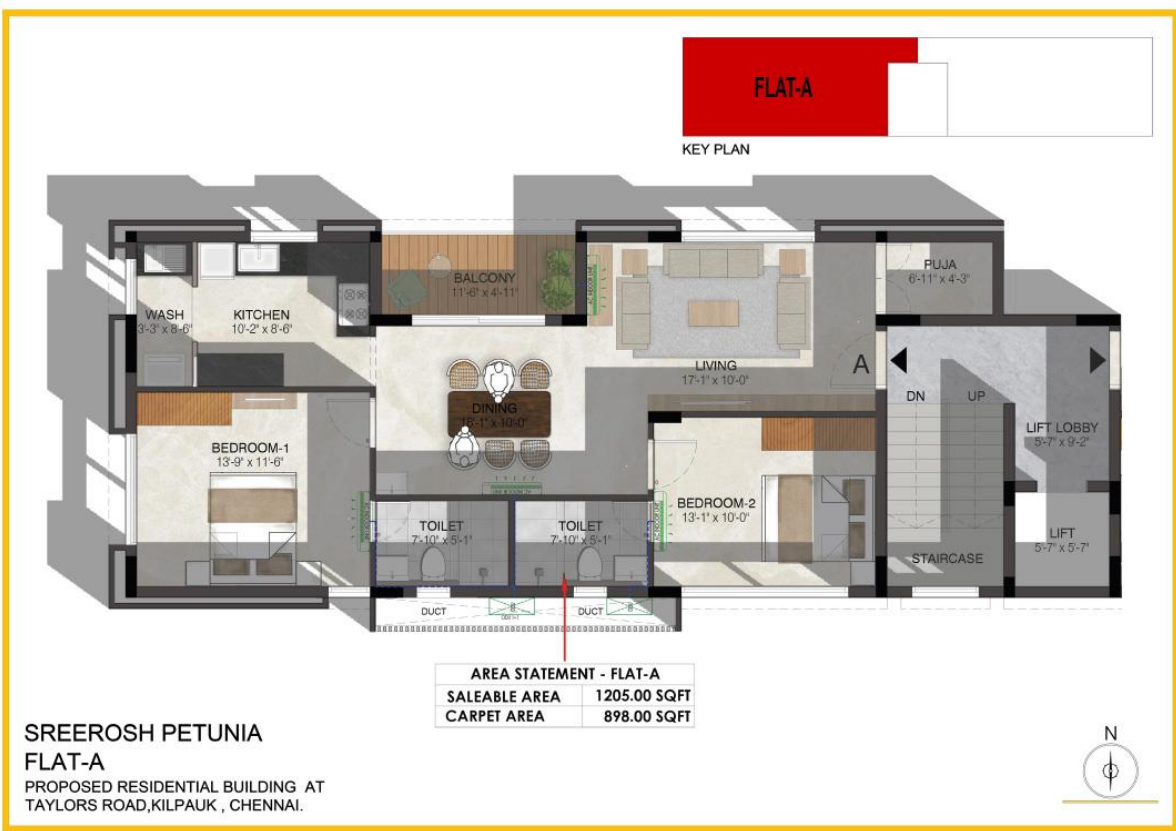 FLAT-A
KEY PLAN
BALCONY
11'-6" x 4'-11"
PUJA
6'-11" x 4'-3"
WASH
3'-3" x 8'-6"
KITCHEN
10'-2" x 8'-6"
LIVING
17'-1" x 10'-0"
A
DN
UP
DINING
16'-1" x 10'-0"
LIFT LOBBY
5'-7" x 9'-2"
BEDROOM-1
13'-9" x 11'-6"
BEDROOM-2
13'-1" x 10'-0"
TOILET
7'-10" x 5'-1"
TOILET
7'-10" x 5'-1"
LIFT
5'-7" x 5'-7"
STAIRCASE
DUCT
DUCT
AREA STATEMENT - FLAT-A
SALEABLE AREA 1205.00 SQFT
CARPET AREA 898.00 SQFT
SREEROSH PETUNIA
FLAT-A
PROPOSED RESIDENTIAL BUILDING AT
TAYLORS ROAD,KILPAUK , CHENNAI.
N